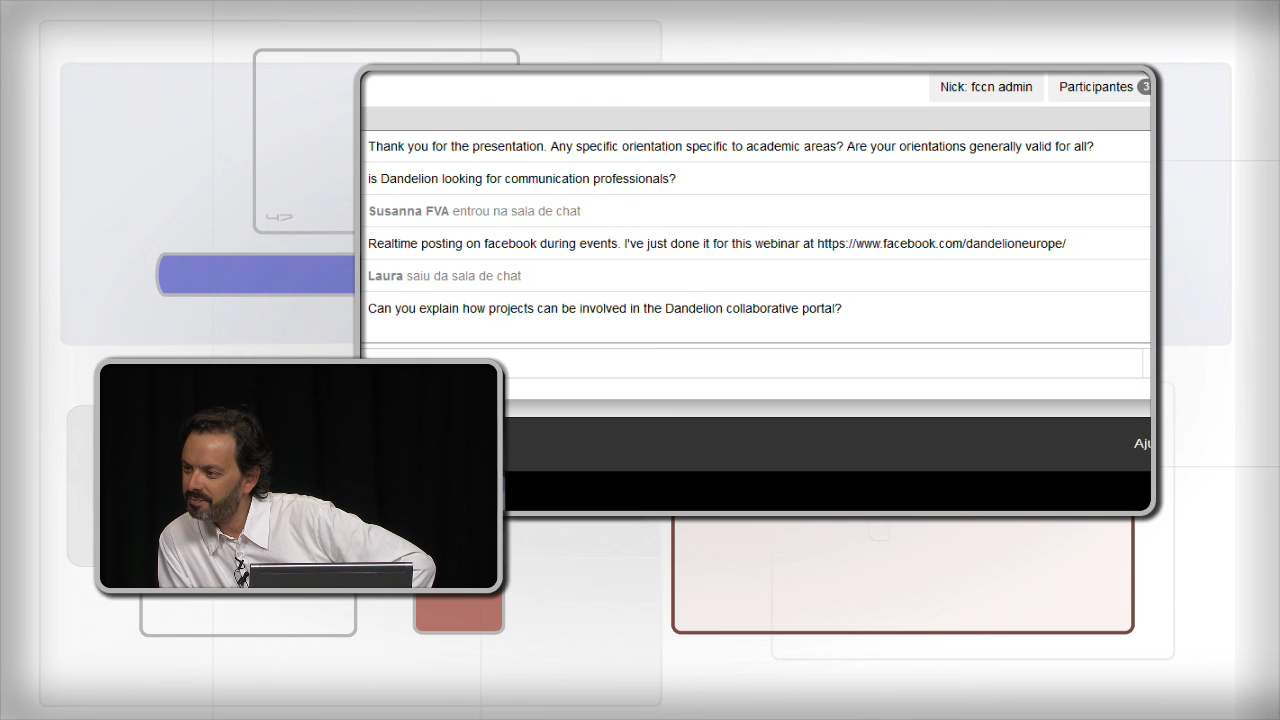 Nick: fccn admin
Participantes 3
Thank you for the presentation. Any specific orientation specific to academic areas? Are your orientations generally valid for all?
is Dandelion looking for communication professionals?
Susanna FVA entrou na sala de chat
Realtime posting on facebook during events. I've just done it for this webinar at https://www.facebook.com/dandelioneurope/
Laura saiu da sala de chat
Can you explain how projects can be involved in the Dandelion collaborative portal?
47